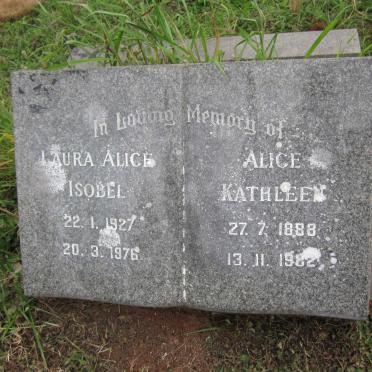 In Loving Memory of
Laura Alice
Isobel
22. 1. 1927
20. 3. 1976
Alice
Kathleen
27. 7. 1888
13. 11. 1982